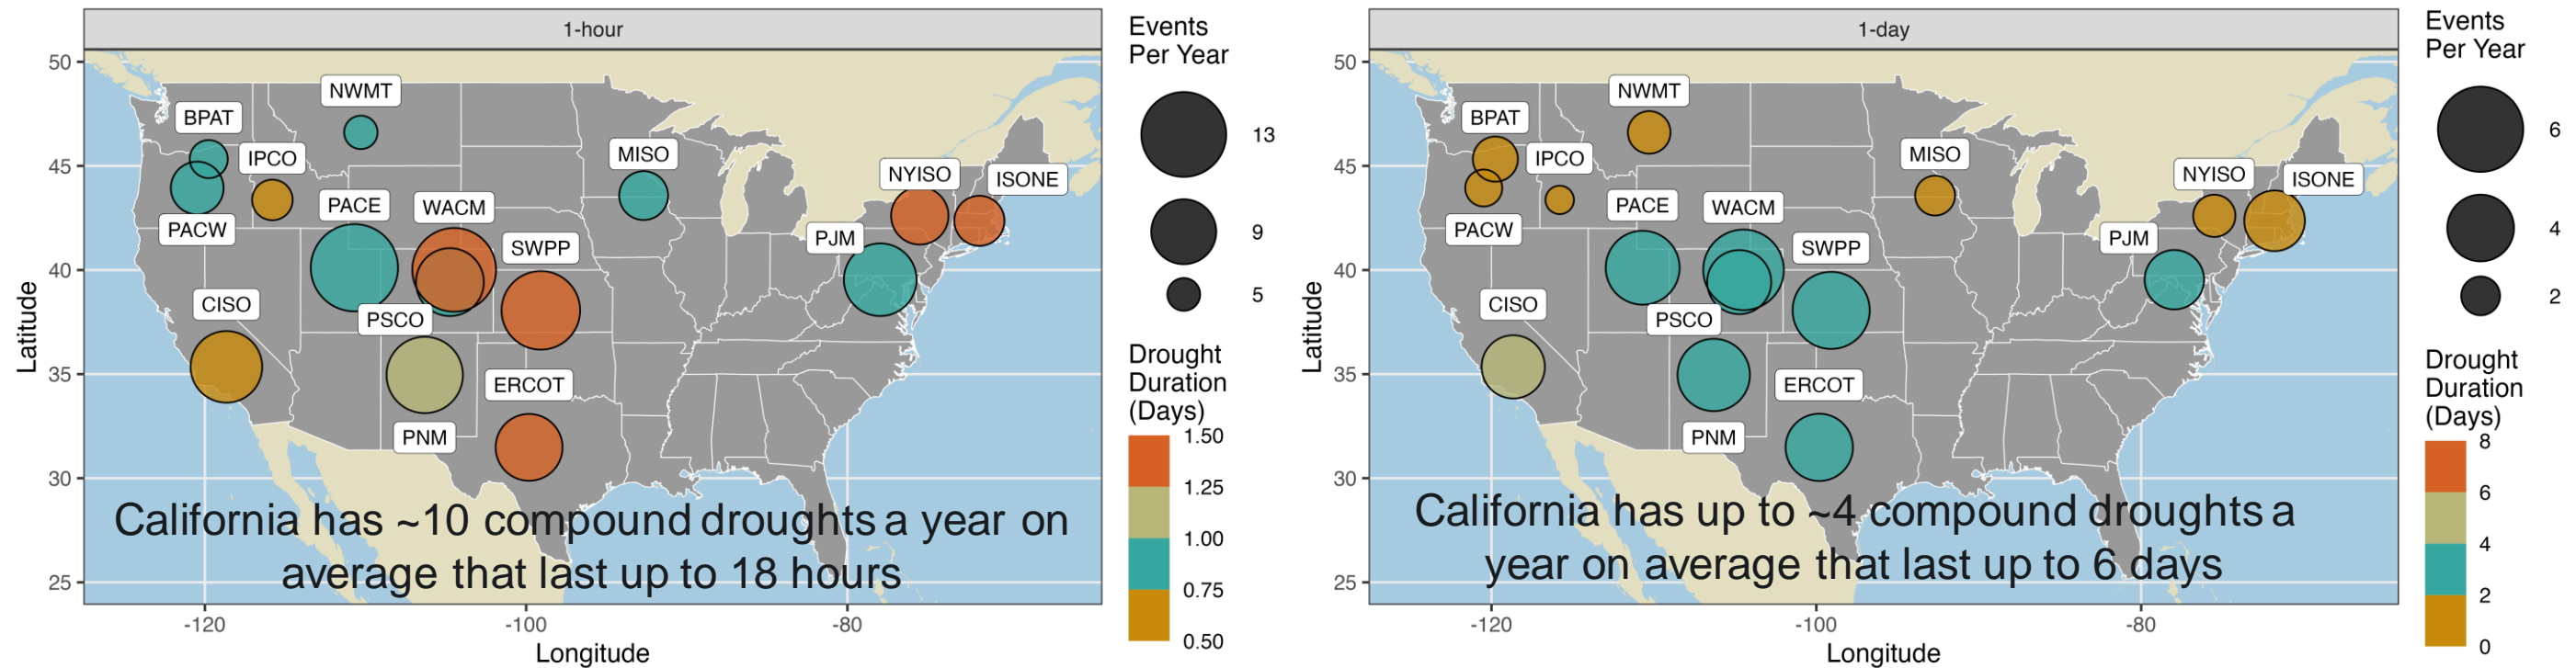 1-hour
50
45
40
35
30
25
Latitude
-120
-100
-80
Longitude
NWMT
BPAT
IPCO
MISO
NYISO
ISONE
PACE
WACM
PACW
PJM
SWPP
CISO
PSCO
ERCOT
PNM
California has ~10 compound droughts a year on
average that last up to 18 hours
Events
Per Year
13
9
5
Drought
Duration
(Days)
1.50
1.25
1.00
0.75
0.50
1-day
50
45
40
35
30
25
Latitude
-120
-100
-80
Longitude
NWMT
BPAT
IPCO
MISO
NYISO
ISONE
PACE
WACM
PACW
PJM
SWPP
CISO
PSCO
ERCOT
PNM
California has up to ~4 compound droughts a
year on average that last up to 6 days
Events
Per Year
6
4
2
Drought
Duration
(Days)
8
6
4
2
0